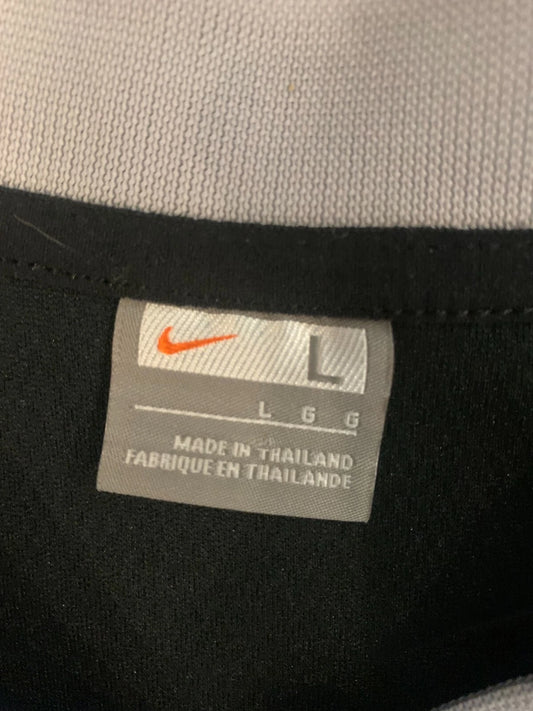 L
L G G
MADE IN THAILAND
FABRIQUE EN THAILANDE